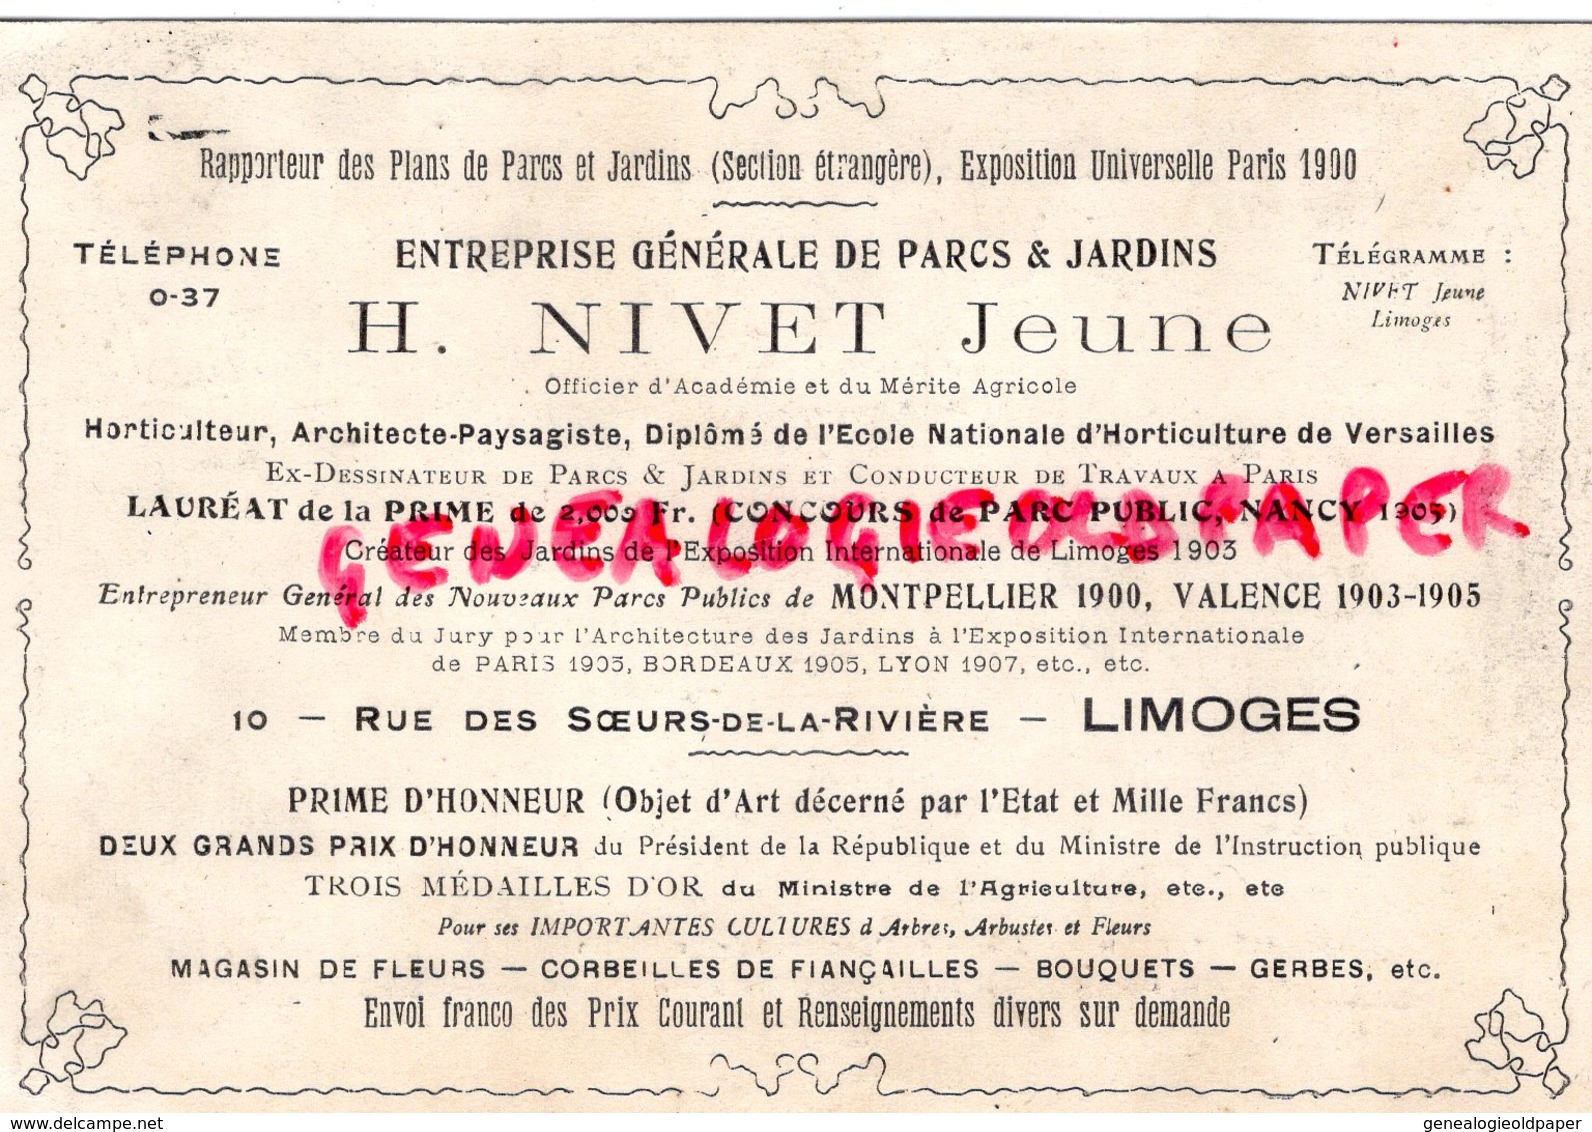 Rapporteur des Plans de Parcs et Jardins (Section étrangère), Exposition Universelle Paris 1900
TÉLÉPHONE
0-37
ENTREPRISE GÉNÉRALE DE PARCS & JARDINS
TÉLÉGRAMME :
NIVET Jeune
Limoges
H. NIVET Jeune
Officier d'Académie et du Mérite Agricole
Horticulteur, Architecte-Paysagiste, Diplômé de l'Ecole Nationale d'Horticulture de Versailles
EX-DESSINATEUR DE PARCS & JARDINS ET CONDUCTEUR DE TRAVAUX A PARIS
LAURÉAT de la PRIME de 2,000 Fr. (CONCOURS de PARC PUBLIC, NANCY 1905)
GENEALOGIEOLDPAPER
Créateur des Jardins de l'Exposition Internationale de Limoges 1903
Entrepreneur Général des Nouveaux Parcs Publics de MONTPELLIER 1900, VALENCE 1903-1905
Membre du Jury pour l'Architecture des Jardins à l'Exposition Internationale
de PARIS 1905, BORDEAUX 1905, LYON 1907, etc., etc.
10 — RUE DES SŒURS-DE-LA-RIVIÈRE — LIMOGES
PRIME D'HONNEUR (Objet d'Art décerné par l'Etat et Mille Francs)
DEUX GRANDS PRIX D'HONNEUR du Président de la République et du Ministre de l'Instruction publique
TROIS MÉDAILLES D'OR du Ministre de l'Agriculture, etc., etc
Pour ses IMPORTANTES CULTURES d'Arbres, Arbustes et Fleurs
MAGASIN DE FLEURS — CORBEILLES DE FIANÇAILLES — BOUQUETS — GERBES, etc.
Envoi franco des Prix Courant et Renseignements divers sur demande
www.delcampe.net
genealogieoldpaper